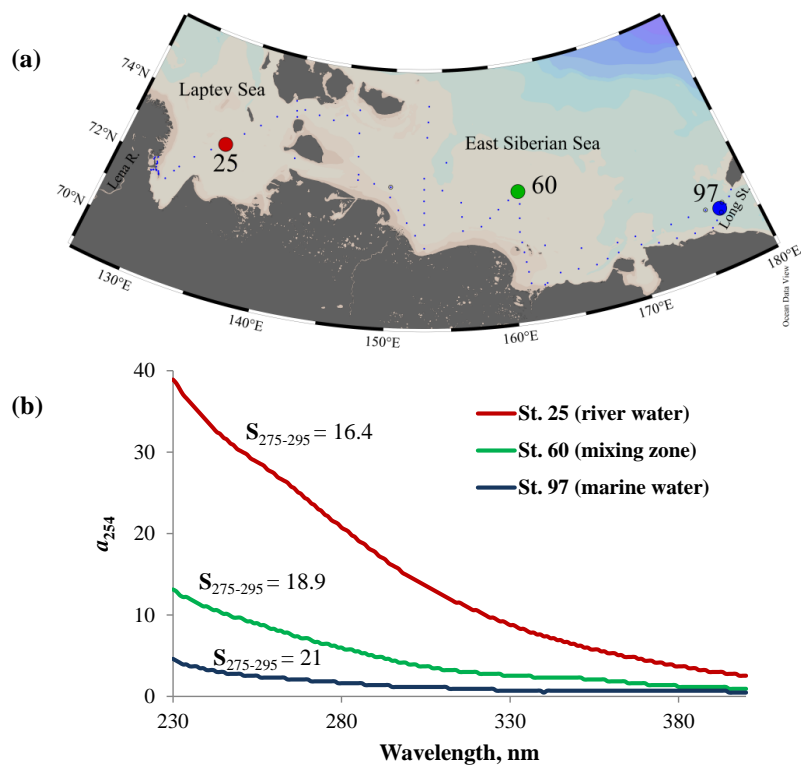 (a)
74°N
72°N
70°N
Laptev Sea
Lena R.
25
East Siberian Sea
60
97
Long St.
130°E
140°E
150°E
160°E
170°E
180°E
Ocean Data View
(b)
40
30
20
10
0
a254
S275-295 = 16.4
S275-295 = 18.9
S275-295 = 21
St. 25 (river water)
St. 60 (mixing zone)
St. 97 (marine water)
230
280
330
380
Wavelength, nm